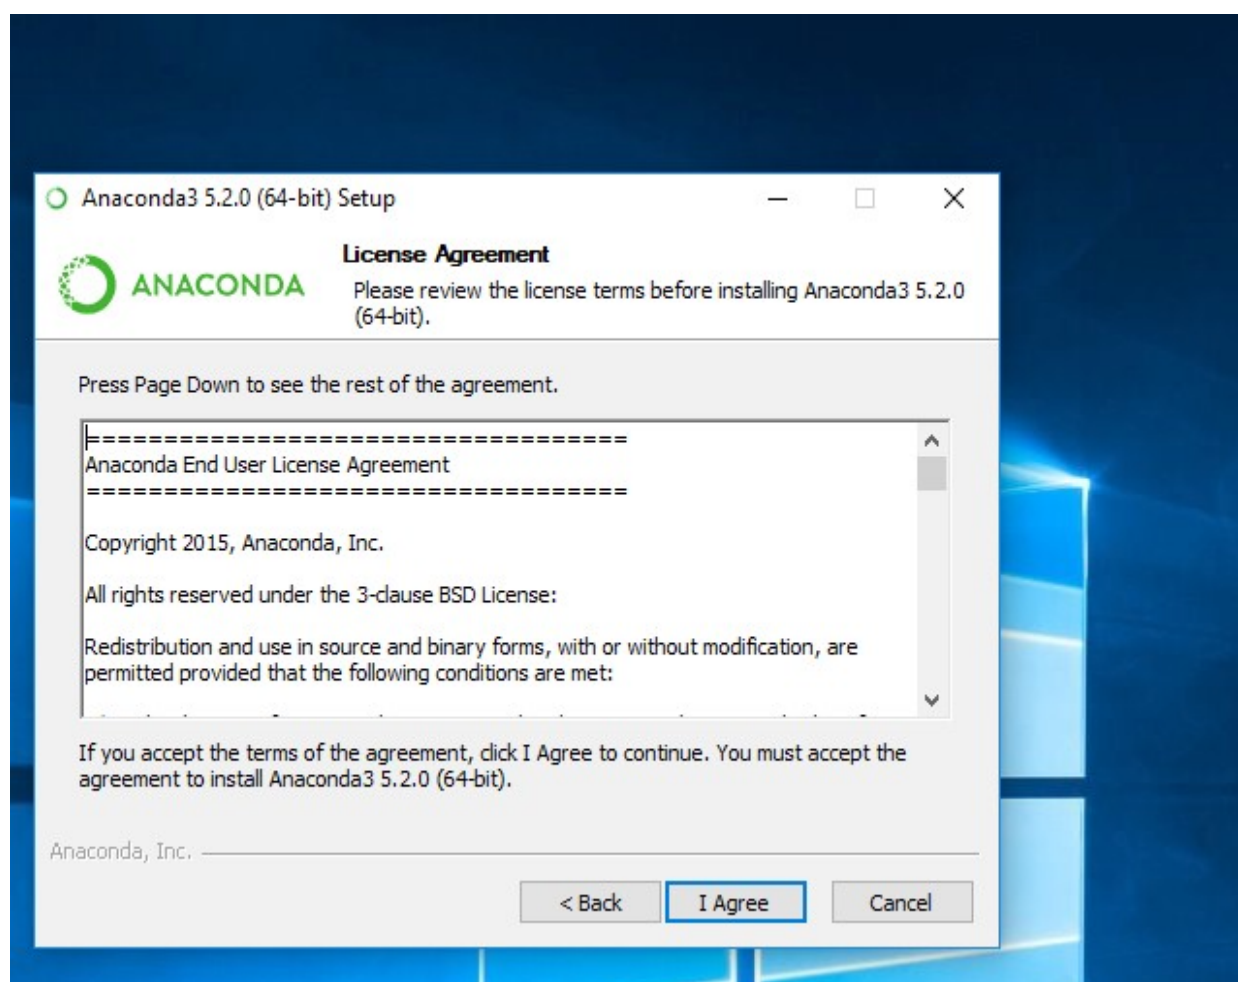 Anaconda3 5.2.0 (64-bit) Setup
ANACONDA
License Agreement
Please review the license terms before installing Anaconda3 5.2.0
(64-bit).
Press Page Down to see the rest of the agreement.
===================================
Anaconda End User License Agreement
===================================
Copyright 2015, Anaconda, Inc.
All rights reserved under the 3-clause BSD License:
Redistribution and use in source and binary forms, with or without modification, are
permitted provided that the following conditions are met:
If you accept the terms of the agreement, click I Agree to continue. You must accept the
agreement to install Anaconda3 5.2.0 (64-bit).
Anaconda, Inc.
< Back
I Agree
Cancel